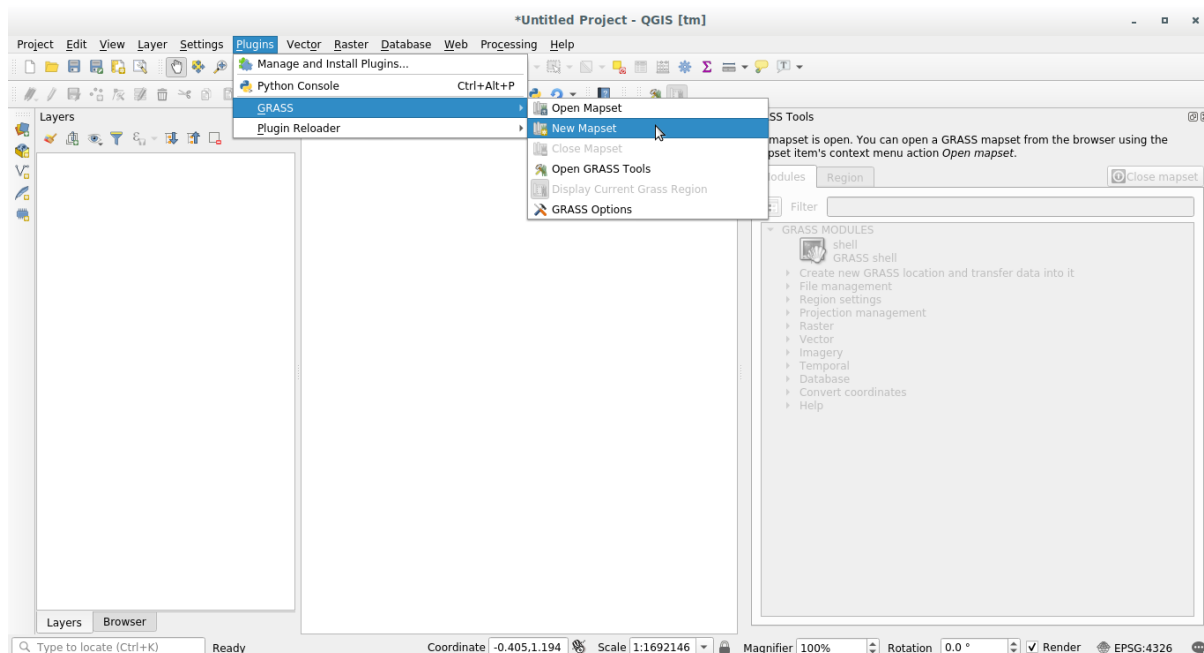 *Untitled Project - QGIS [tm]
Project Edit View Layer Settings Plugins Vector Raster Database Web Processing Help
Manage and Install Plugins...
Python Console Ctrl+Alt+P
GRASS
Plugin Reloader
Open Mapset
New Mapset
Close Mapset
Open GRASS Tools
Display Current Grass Region
GRASS Options
Layers
SS Tools
mapset is open. You can open a GRASS mapset from the browser using the
pset item's context menu action Open mapset.
odules Region Close mapset
Filter
GRASS MODULES
shell
GRASS shell
Create new GRASS location and transfer data into it
File management
Region settings
Projection management
Raster
Vector
Imagery
Temporal
Database
Convert coordinates
Help
Layers Browser
Type to locate (Ctrl+K) Ready Coordinate -0.405,1.194 Scale 1:1692146 Magnifier 100% Rotation 0.0 ° Render EPSG:4326